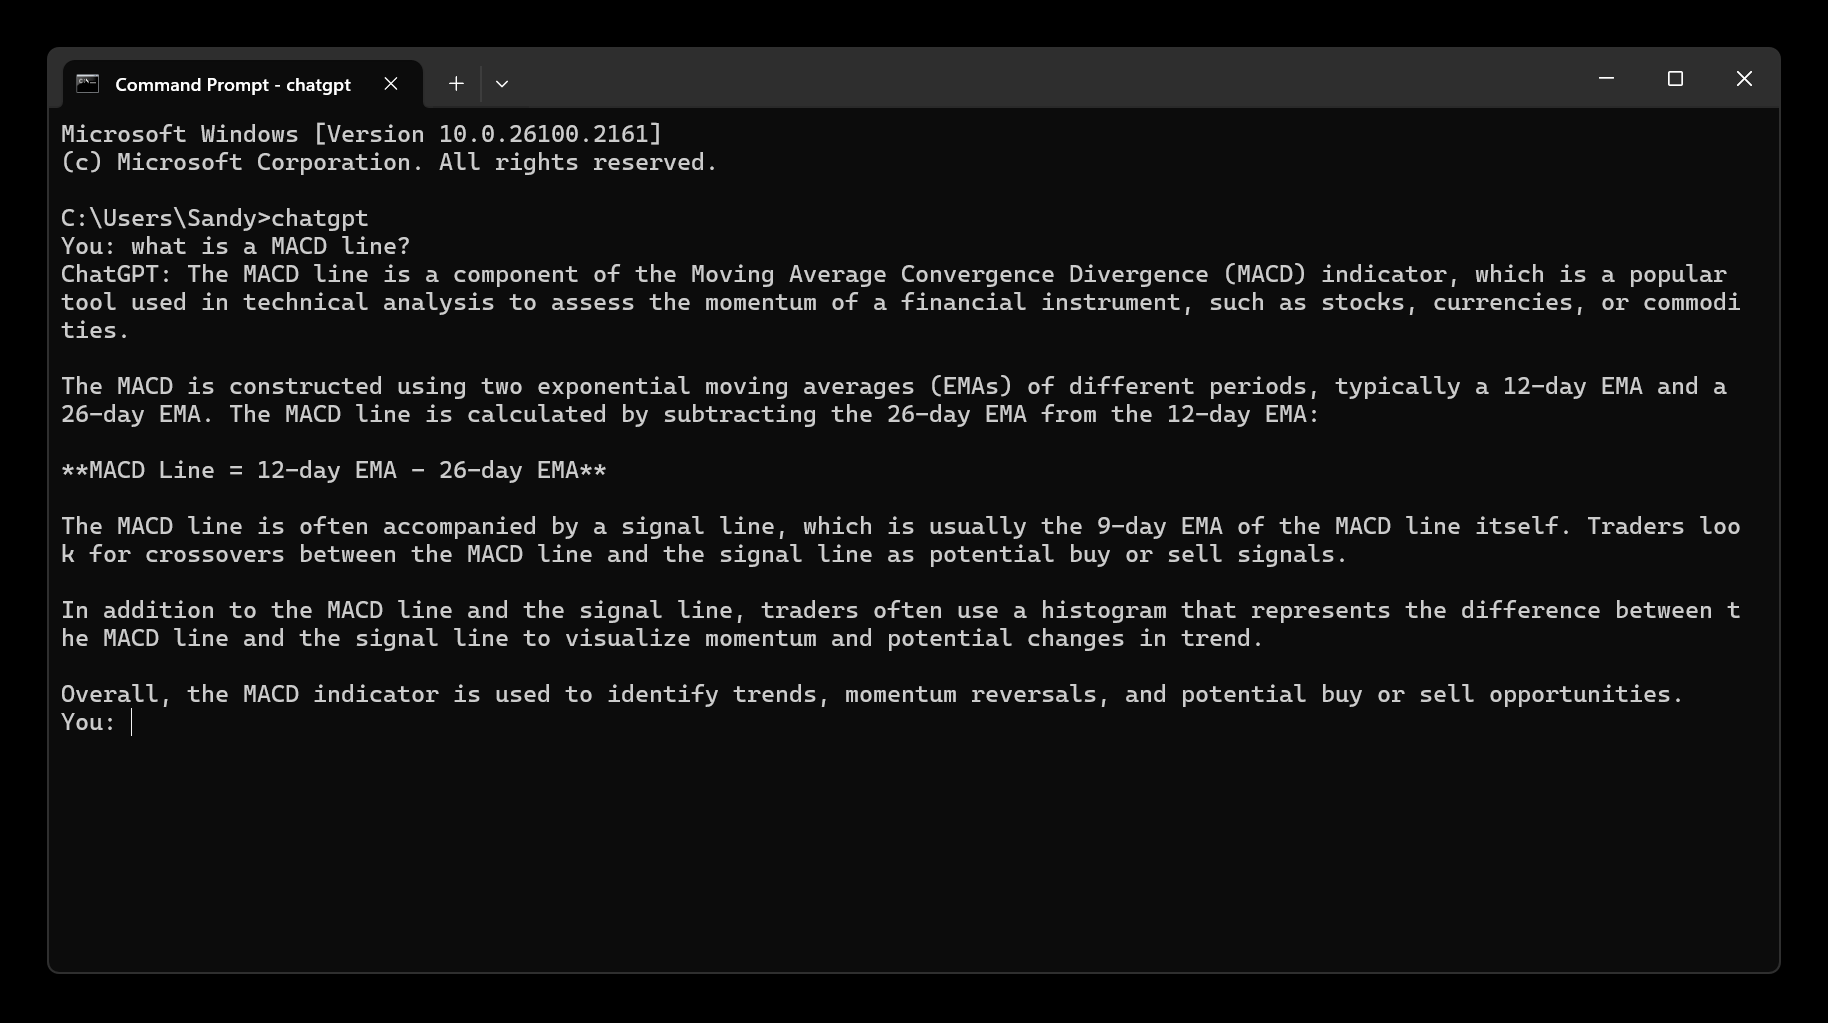 Command Prompt - chatgpt
Microsoft Windows [Version 10.0.26100.2161]
(c) Microsoft Corporation. All rights reserved.
C:\Users\Sandy>chatgpt
You: what is a MACD line?
ChatGPT: The MACD line is a component of the Moving Average Convergence Divergence (MACD) indicator, which is a popular
tool used in technical analysis to assess the momentum of a financial instrument, such as stocks, currencies, or commodi
ties.
The MACD is constructed using two exponential moving averages (EMAs) of different periods, typically a 12-day EMA and a
26-day EMA. The MACD line is calculated by subtracting the 26-day EMA from the 12-day EMA:
**MACD Line = 12-day EMA - 26-day EMA**
The MACD line is often accompanied by a signal line, which is usually the 9-day EMA of the MACD line itself. Traders loo
k for crossovers between the MACD line and the signal line as potential buy or sell signals.
In addition to the MACD line and the signal line, traders often use a histogram that represents the difference between t
he MACD line and the signal line to visualize momentum and potential changes in trend.
Overall, the MACD indicator is used to identify trends, momentum reversals, and potential buy or sell opportunities.
You: